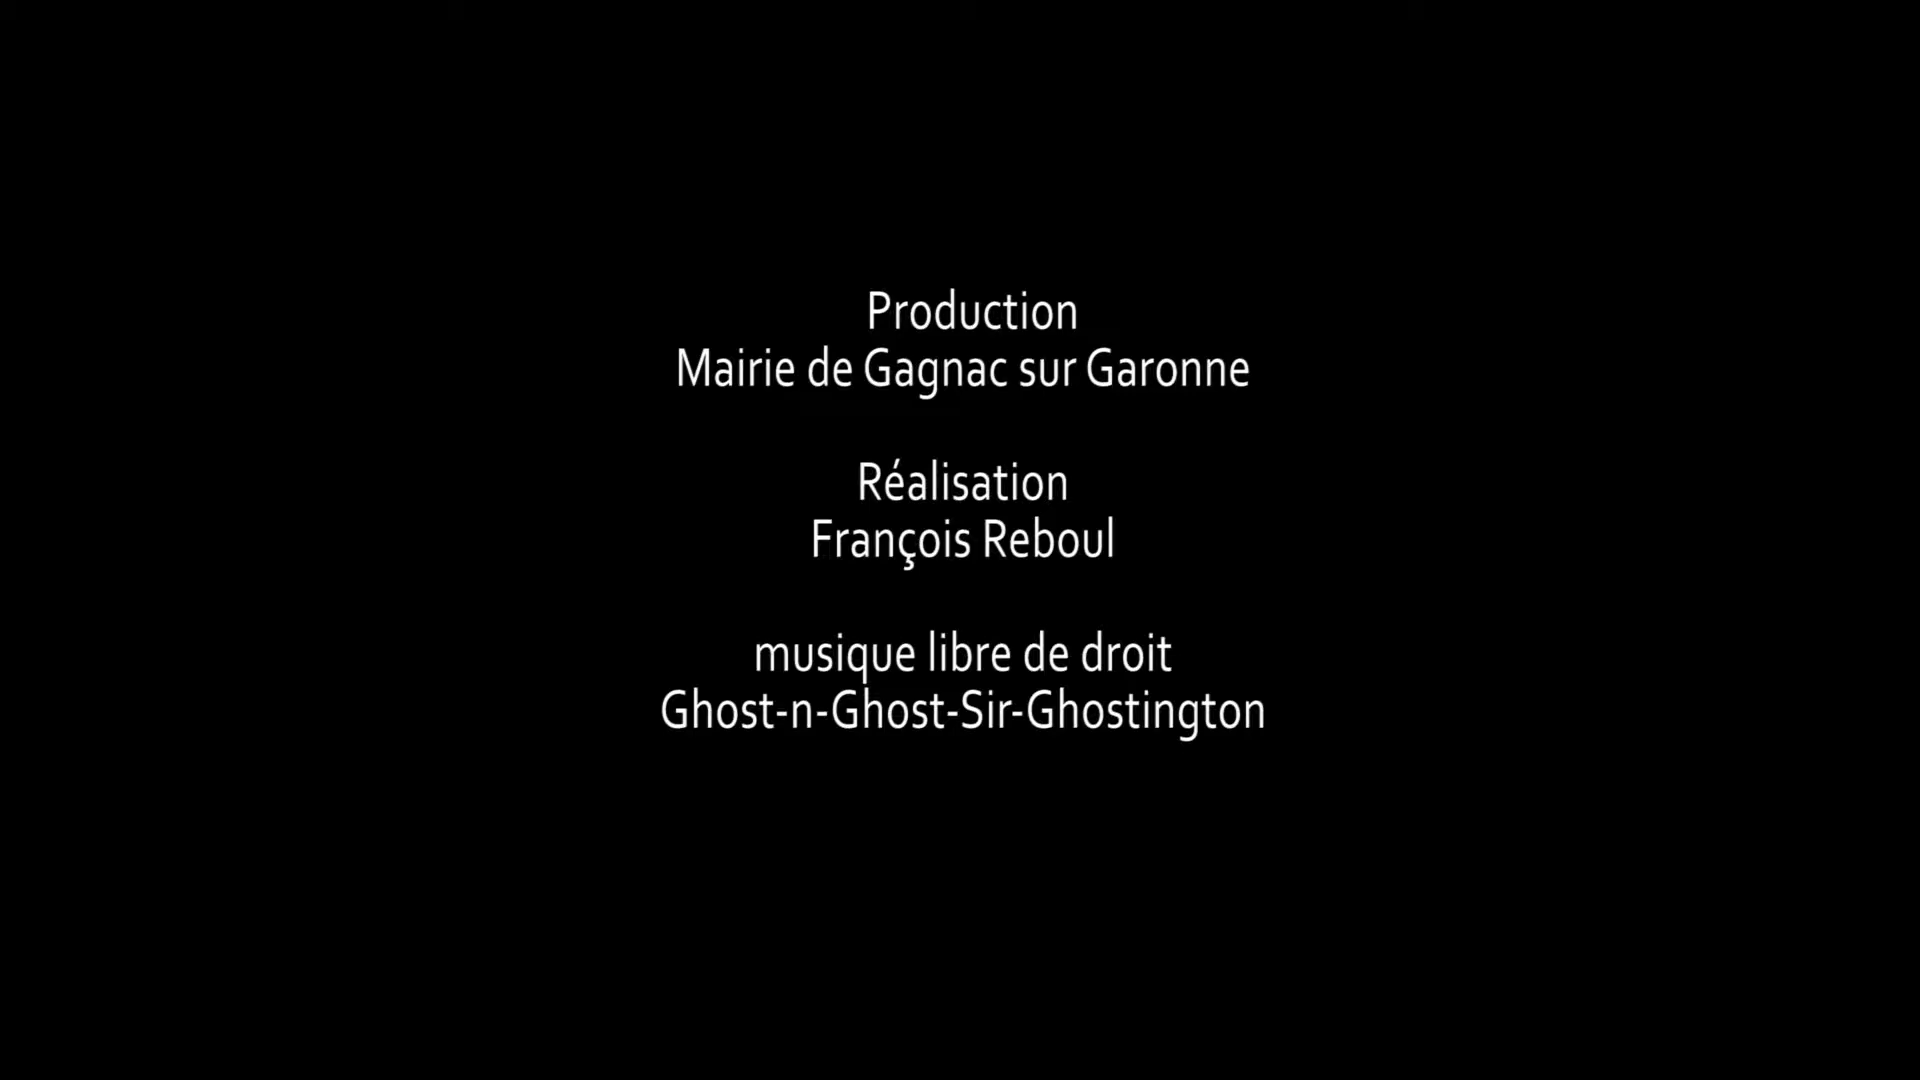 Production
Mairie de Gagnac sur Garonne
Réalisation
François Reboul
musique libre de droit
Ghost-n-Ghost-Sir-Ghostington